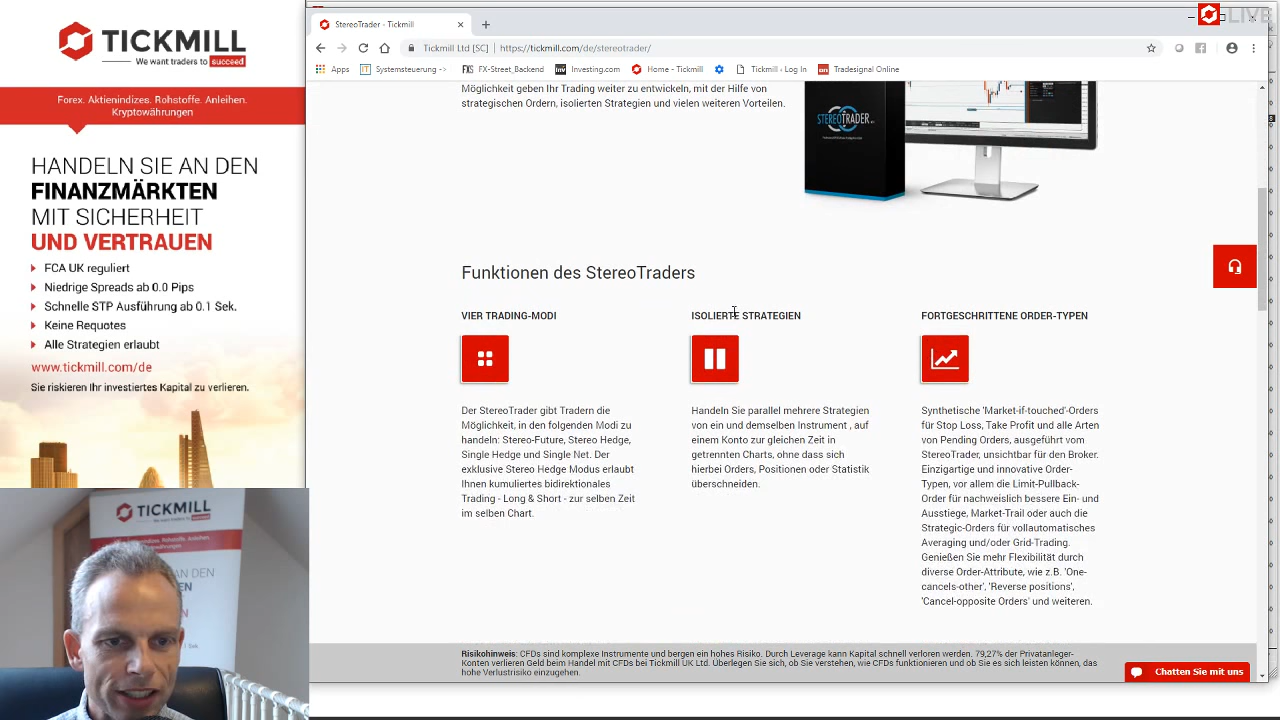 TICKMILL
We want traders to succeed
Forex. Aktienindizes. Rohstoffe. Anleihen.
Kryptowährungen
HANDELN SIE AN DEN
FINANZMÄRKTEN
MIT SICHERHEIT
UND VERTRAUEN
FCA UK reguliert
Niedrige Spreads ab 0.0 Pips
Schnelle STP Ausführung ab 0.1 Sek.
Keine Requotes
Alle Strategien erlaubt
www.tickmill.com/de
Sie riskieren Ihr investiertes Kapital zu verlieren.
TICKMILL
StereoTrader - Tickmill
LIVE
Tickmill Ltd [SC] https://tickmill.com/de/stereotrader/
Apps Systemsteuerung -> FX-Street_Backend Investing.com Home - Tickmill Tickmill - Log In Tradesignal Online
Möglichkeit geben Ihr Trading weiter zu entwickeln, mit der Hilfe von
strategischen Ordern, isolierten Strategien und vielen weiteren Vorteilen.
STEREOTRADER
Funktionen des StereoTraders
VIER TRADING-MODI
Der StereoTrader gibt Tradern die
Möglichkeit, in den folgenden Modi zu
handeln: Stereo-Future, Stereo Hedge,
Single Hedge und Single Net. Der
exklusive Stereo Hedge Modus erlaubt
Ihnen kumuliertes bidirektionales
Trading - Long & Short - zur selben Zeit
im selben Chart.
ISOLIERTE STRATEGIEN
Handeln Sie parallel mehrere Strategien
von ein und demselben Instrument , auf
einem Konto zur gleichen Zeit in
getrennten Charts, ohne dass sich
hierbei Orders, Positionen oder Statistik
überschneiden.
FORTGESCHRITTENE ORDER-TYPEN
Synthetische 'Market-if-touched'-Orders
für Stop Loss, Take Profit und alle Arten
von Pending Orders, ausgeführt vom
StereoTrader, unsichtbar für den Broker.
Einzigartige und innovative Order-
Typen, vor allem die Limit-Pullback-
Order für nachweislich bessere Ein- und
Ausstiege, Market-Trail oder auch die
Strategic-Orders für vollautomatisches
Averaging und/oder Grid-Trading.
Genießen Sie mehr Flexibilität durch
diverse Order-Attribute, wie z.B. 'One-
cancels-other', 'Reverse positions',
'Cancel-opposite Orders' und weiteren.
Risikohinweis: CFDs sind komplexe Instrumente und bergen ein hohes Risiko. Durch Leverage kann Kapital schnell verloren werden. 79,27% der Privatanleger-
Konten verlieren Geld beim Handel mit CFDs bei Tickmill UK Ltd. Überlegen Sie sich, ob Sie verstehen, wie CFDs funktionieren und ob Sie es sich leisten können, das
hohe Verlustrisiko einzugehen.
Chatten Sie mit uns